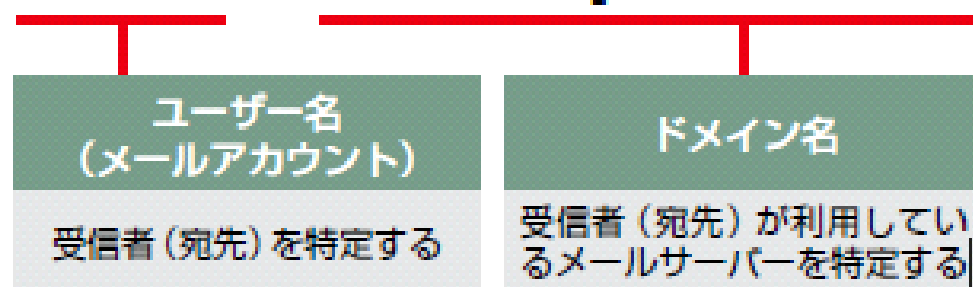 ユーザー名
（メールアカウント）
ドメイン名
受信者（宛先）を特定する
受信者（宛先）が利用してい
るメールサーバーを特定する